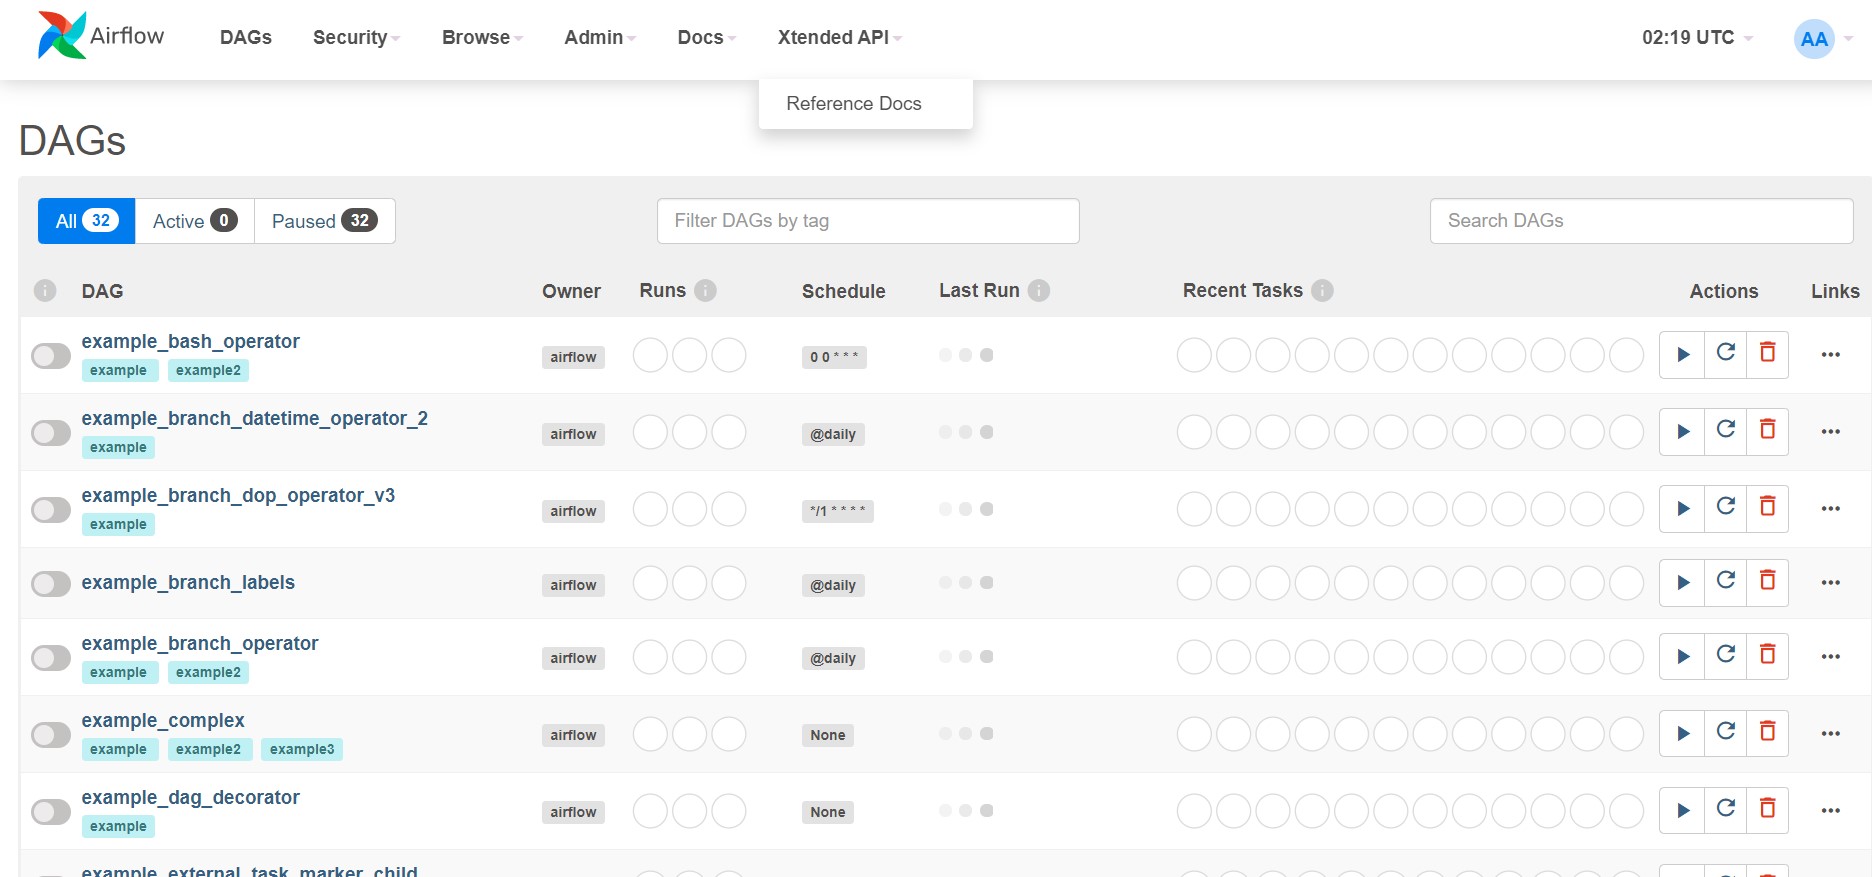 Airflow DAGs Security Browse Admin Docs Xtended API 02:19 UTC AA
Reference Docs
DAGs
All 32 Active 0 Paused 32 Filter DAGs by tag Search DAGs
DAG Owner Runs Schedule Last Run Recent Tasks Actions Links
example_bash_operator
example example2 airflow 0 0 * * *
example_branch_datetime_operator_2
example airflow @daily
example_branch_dop_operator_v3
example airflow */1 * * * *
example_branch_labels airflow @daily
example_branch_operator
example example2 airflow @daily
example_complex
example example2 example3 airflow None
example_dag_decorator
example airflow None
example_external_task_marker_child